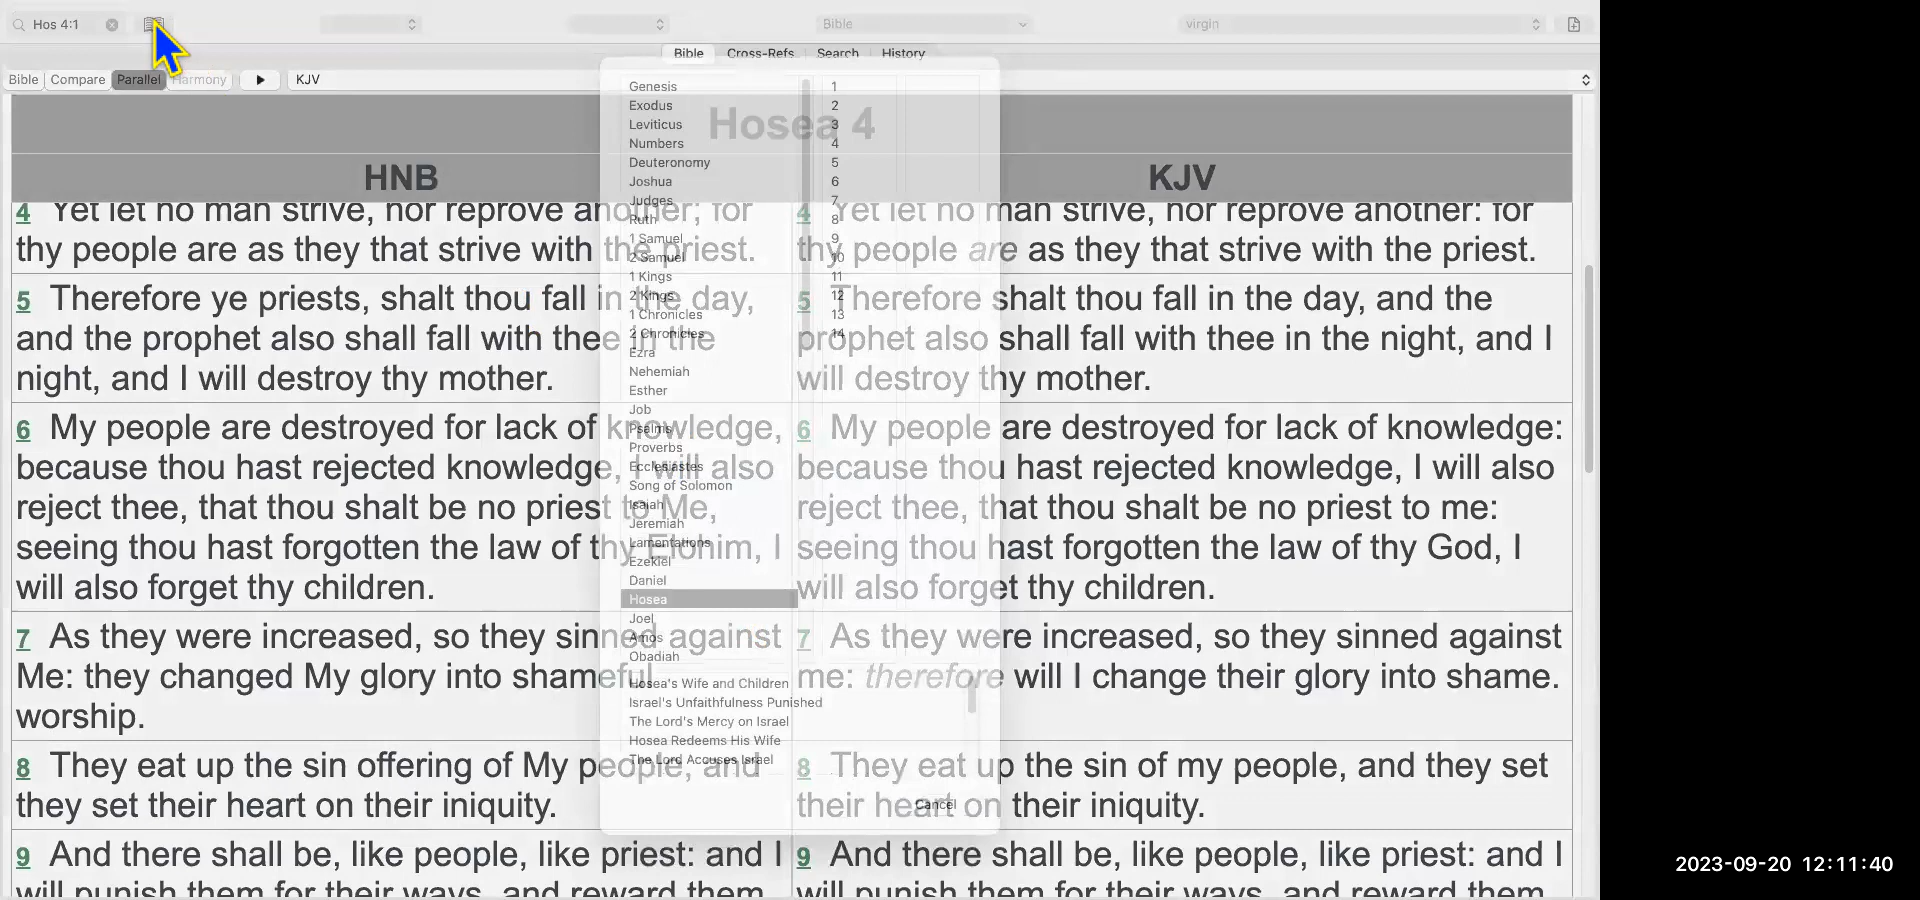 Hos 4:1
Bible
virgin
Bible Cross-Refs Search History
Bible Compare Parallel Harmony KJV
Hosea 4
HNB
KJV
4 Yet let no man strive, nor reprove another; for
thy people are as they that strive with the priest.
5 Therefore ye priests, shalt thou fall in the day,
and the prophet also shall fall with thee in the
night, and I will destroy thy mother.
6 My people are destroyed for lack of knowledge,
because thou hast rejected knowledge, I will also
reject thee, that thou shalt be no priest to Me,
seeing thou hast forgotten the law of thy Elohim, I
will also forget thy children.
7 As they were increased, so they sinned against
Me: they changed My glory into shameful
worship.
8 They eat up the sin offering of My people, and
they set their heart on their iniquity.
9 And there shall be, like people, like priest: and I
will punish them for their ways, and reward them
4 Yet let no man strive, nor reprove another: for
thy people are as they that strive with the priest.
5 Therefore shalt thou fall in the day, and the
prophet also shall fall with thee in the night, and I
will destroy thy mother.
6 My people are destroyed for lack of knowledge:
because thou hast rejected knowledge, I will also
reject thee, that thou shalt be no priest to me:
seeing thou hast forgotten the law of thy God, I
will also forget thy children.
7 As they were increased, so they sinned against
me: therefore will I change their glory into shame.
8 They eat up the sin of my people, and they set
their heart on their iniquity.
9 And there shall be, like people, like priest: and I
will punish them for their ways, and reward them
Genesis
Exodus
Leviticus
Numbers
Deuteronomy
Joshua
Judges
Ruth
1 Samuel
2 Samuel
1 Kings
2 Kings
1 Chronicles
2 Chronicles
Ezra
Nehemiah
Esther
Job
Psalms
Proverbs
Ecclesiastes
Song of Solomon
Isaiah
Jeremiah
Lamentations
Ezekiel
Daniel
Hosea
Joel
Amos
Obadiah
1
2
3
4
5
6
7
8
9
10
11
12
13
14
Hosea's Wife and Children
Israel's Unfaithfulness Punished
The Lord's Mercy on Israel
Hosea Redeems His Wife
The Lord Accuses Israel
Cancel
2023-09-20 12:11:40